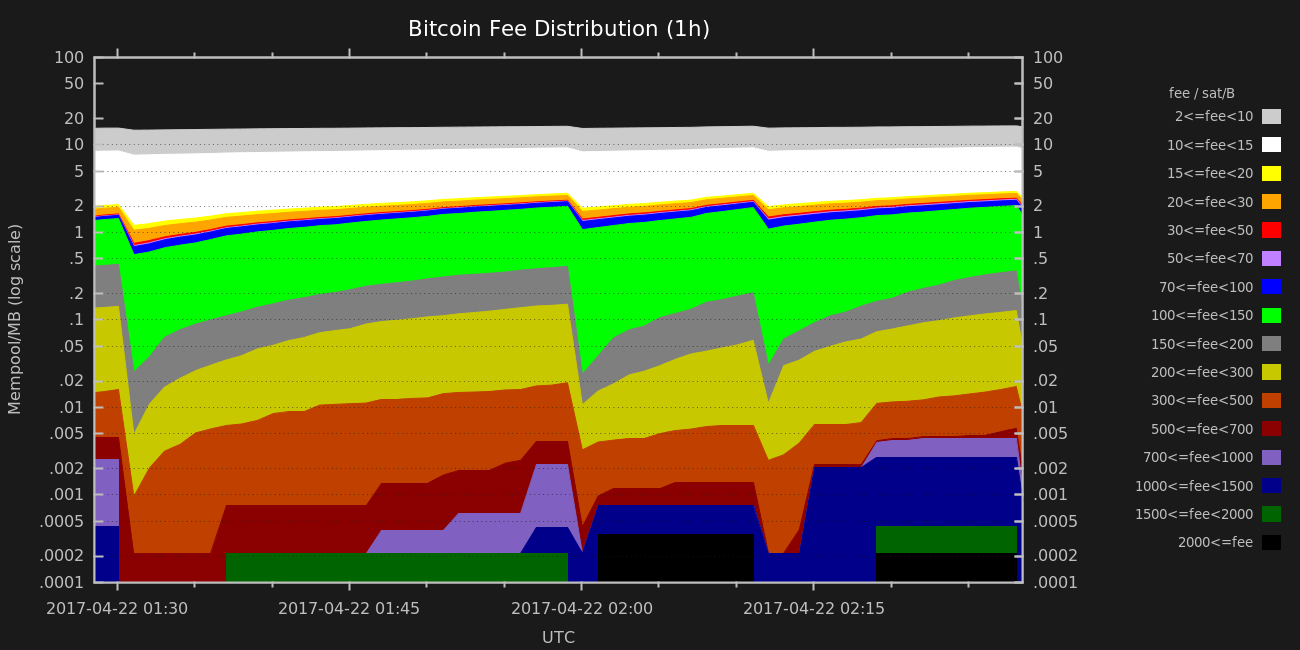 Bitcoin Fee Distribution (1h)
Mempool/MB (log scale)
100
50
20
10
5
2
1
.5
.2
.1
.05
.02
.01
.005
.002
.001
.0005
.0002
.0001
100
50
20
10
5
2
1
.5
.2
.1
.05
.02
.01
.005
.002
.001
.0005
.0002
.0001
fee / sat/B
2<=fee<10
10<=fee<15
15<=fee<20
20<=fee<30
30<=fee<50
50<=fee<70
70<=fee<100
100<=fee<150
150<=fee<200
200<=fee<300
300<=fee<500
500<=fee<700
700<=fee<1000
1000<=fee<1500
1500<=fee<2000
2000<=fee
2017-04-22 01:30 2017-04-22 01:45 2017-04-22 02:00 2017-04-22 02:15
UTC